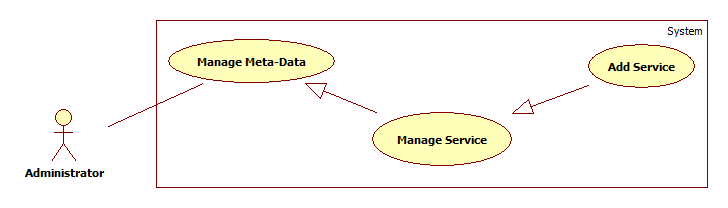 System
Manage Meta-Data
Add Service
Manage Service
Administrator